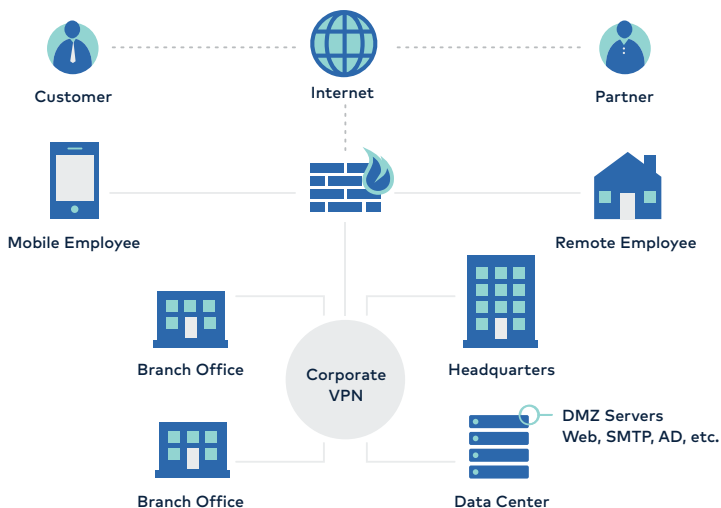 Customer
Internet
Partner
Mobile Employee
Remote Employee
Branch Office
Corporate
VPN
Headquarters
DMZ Servers
Web, SMTP, AD, etc.
Branch Office
Data Center